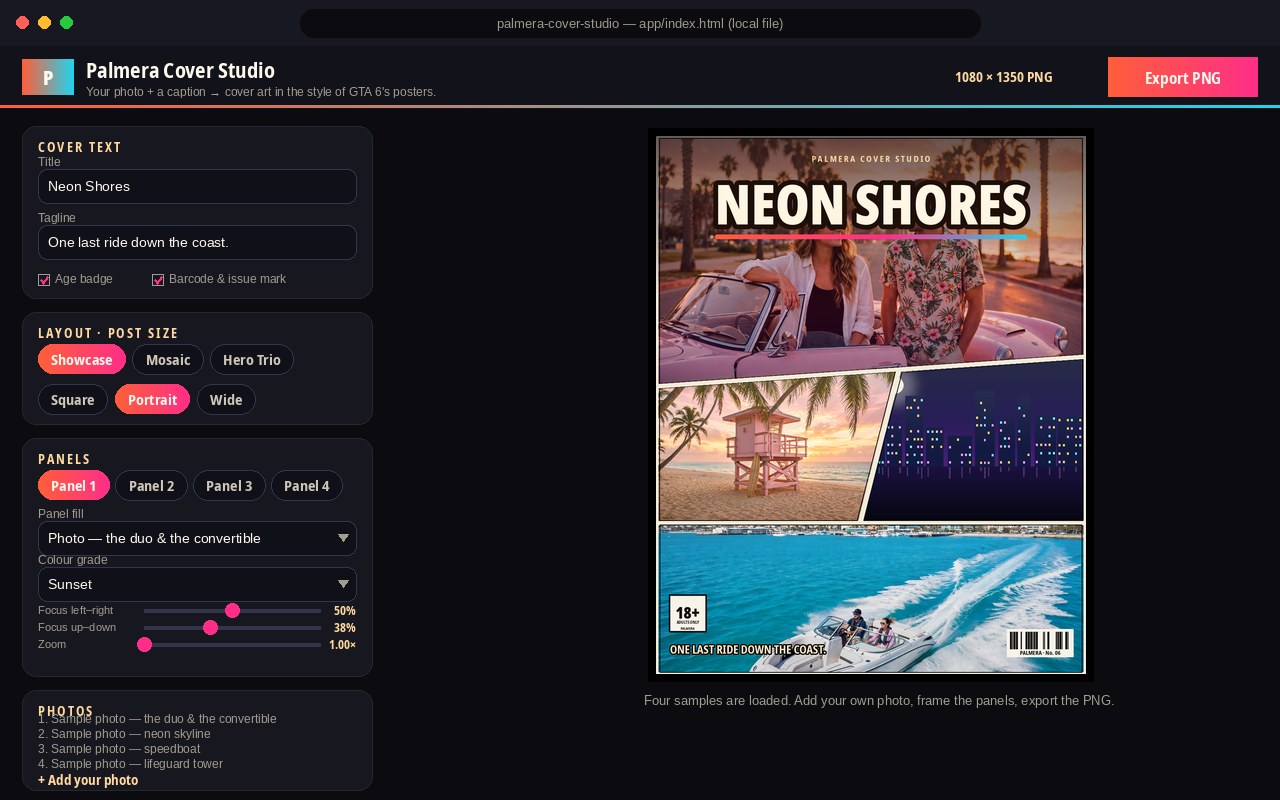 palmera-cover-studio — app/index.html (local file)
P
Palmera Cover Studio
Your photo + a caption → cover art in the style of GTA 6's posters.
1080 × 1350 PNG
Export PNG
COVER TEXT
Title
Neon Shores
Tagline
One last ride down the coast.
Age badge
Barcode & issue mark
LAYOUT · POST SIZE
Showcase
Mosaic
Hero Trio
Square
Portrait
Wide
PANELS
Panel 1
Panel 2
Panel 3
Panel 4
Panel fill
Photo — the duo & the convertible
Colour grade
Sunset
Focus left–right
50%
Focus up–down
38%
Zoom
1.00×
PHOTOS
1. Sample photo — the duo & the convertible
2. Sample photo — neon skyline
3. Sample photo — speedboat
4. Sample photo — lifeguard tower
+ Add your photo
PALMERA COVER STUDIO
NEON SHORES
18+
ADULTS ONLY
PALMERA
ONE LAST RIDE DOWN THE COAST.
PALMERA · No. 06
Four samples are loaded. Add your own photo, frame the panels, export the PNG.